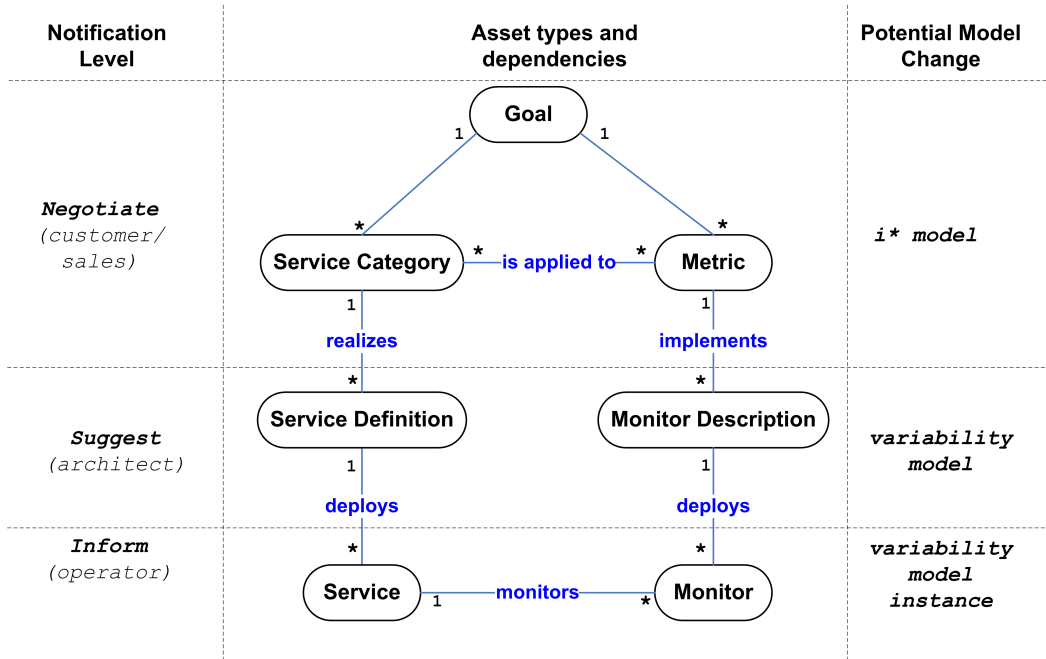 Notification
Level
Asset types and
dependencies
Potential Model
Change
Goal
1
1
Negotiate
(customer/
sales)
*
*
i* model
Service Category
*
is applied to
*
Metric
1
1
realizes
implements
*
*
Service Definition
Monitor Description
Suggest
(architect)
variability
model
1
1
deploys
deploys
Inform
(operator)
*
*
variability
model
instance
Service
1
monitors
*
Monitor